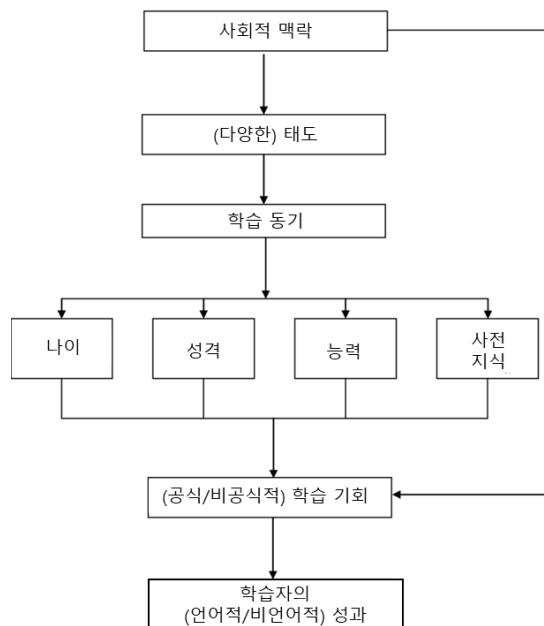 사회적 맥락
(다양한) 태도
학습 동기
나이
성격
능력
사전
지식
(공식/비공식적) 학습 기회
학습자의
(언어적/비언어적) 성과